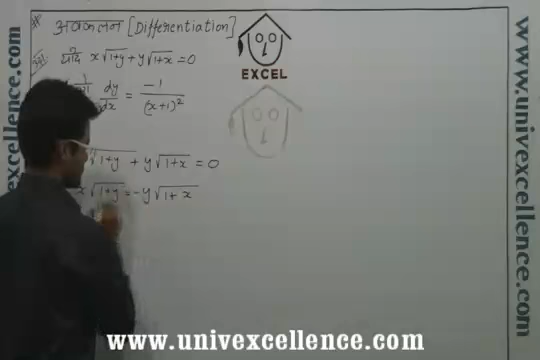 अवकलन [Differentiation]
यदि x√1+y + y√1+x = 0
dy/dx = -1/(x+1)²
√1+y + y√1+x = 0
x√1+y = -y√1+x
EXCEL
www.univexcellence.com
www.univexcellence.com
www.univexcellence.com